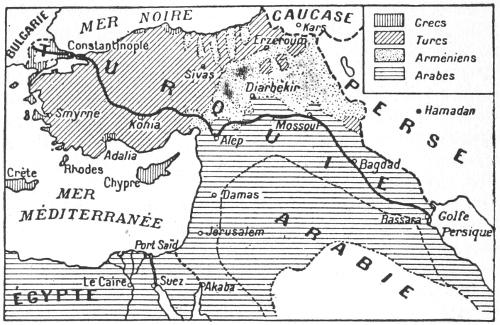 MER NOIRE
CAUCASE
Kars
BULGARIE
Constantinople
Erzeroum
Sivas
Diarbékir
TURQUIE
PERSE
Hamadan
Smyrne
Konia
Adalia
Alep
Mossoul
Rhodes
Crète
Chypre
Bagdad
MER
MÉDITERRANÉE
Damas
Bassara
Golfe
Persique
Jérusalem
ARABIE
Port Saïd
Le Caire
Suez
Akaba
ÉGYPTE
Grecs
Turcs
Arméniens
Arabes